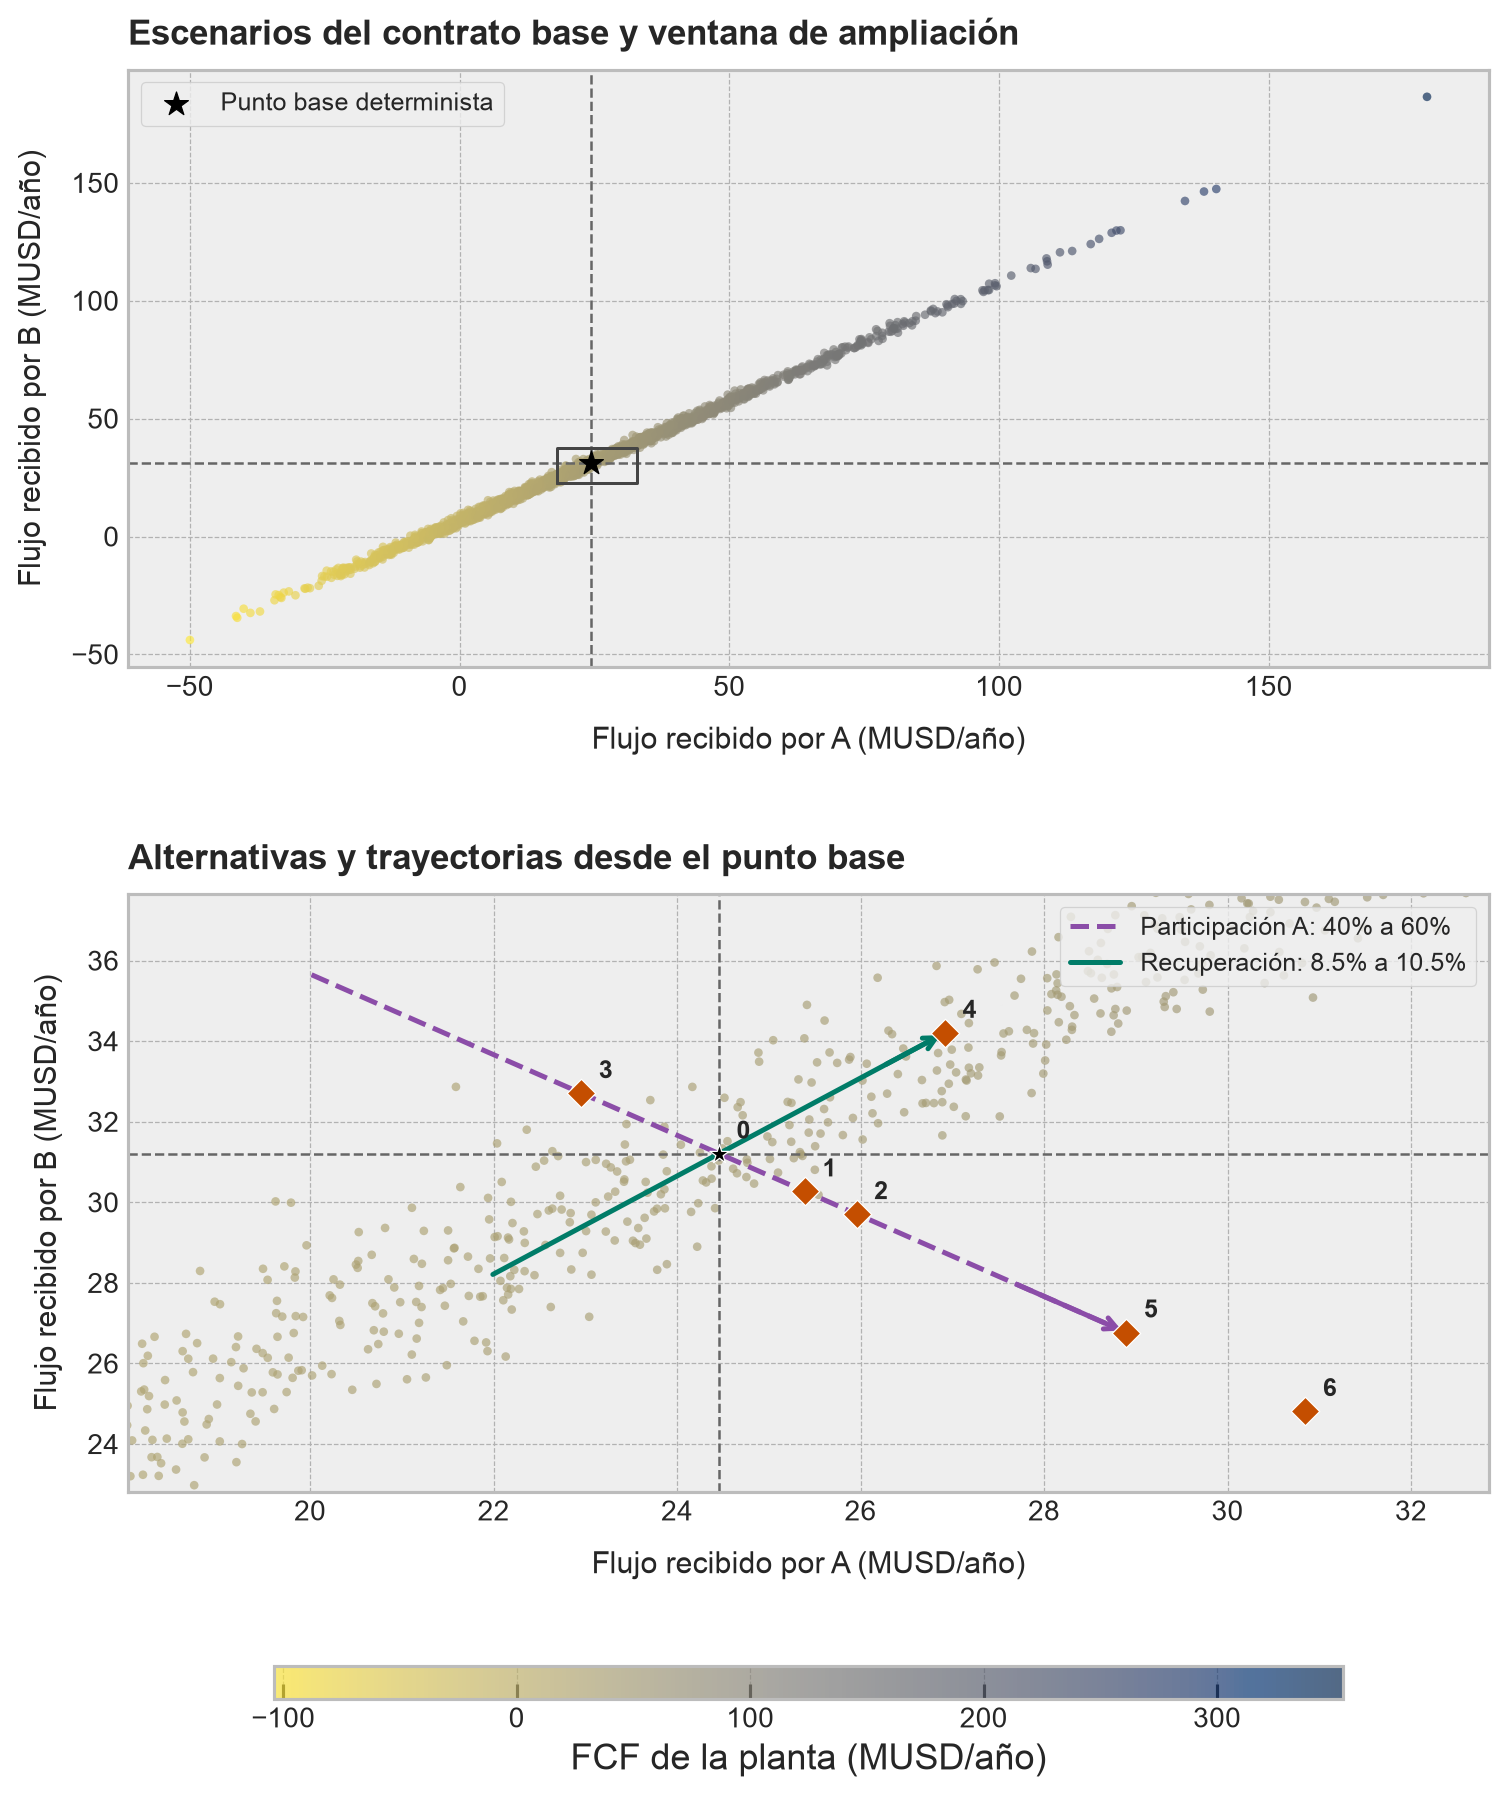 Escenarios del contrato base y ventana de ampliación
Punto base determinista
Flujo recibido por B (MUSD/año)
150
100
50
0
−50
−50 0 50 100 150
Flujo recibido por A (MUSD/año)
Alternativas y trayectorias desde el punto base
Participación A: 40% a 60%
Recuperación: 8.5% a 10.5%
Flujo recibido por B (MUSD/año)
36
34
32
30
28
26
24
4
3
0
1
2
5
6
20 22 24 26 28 30 32
Flujo recibido por A (MUSD/año)
−100 0 100 200 300
FCF de la planta (MUSD/año)